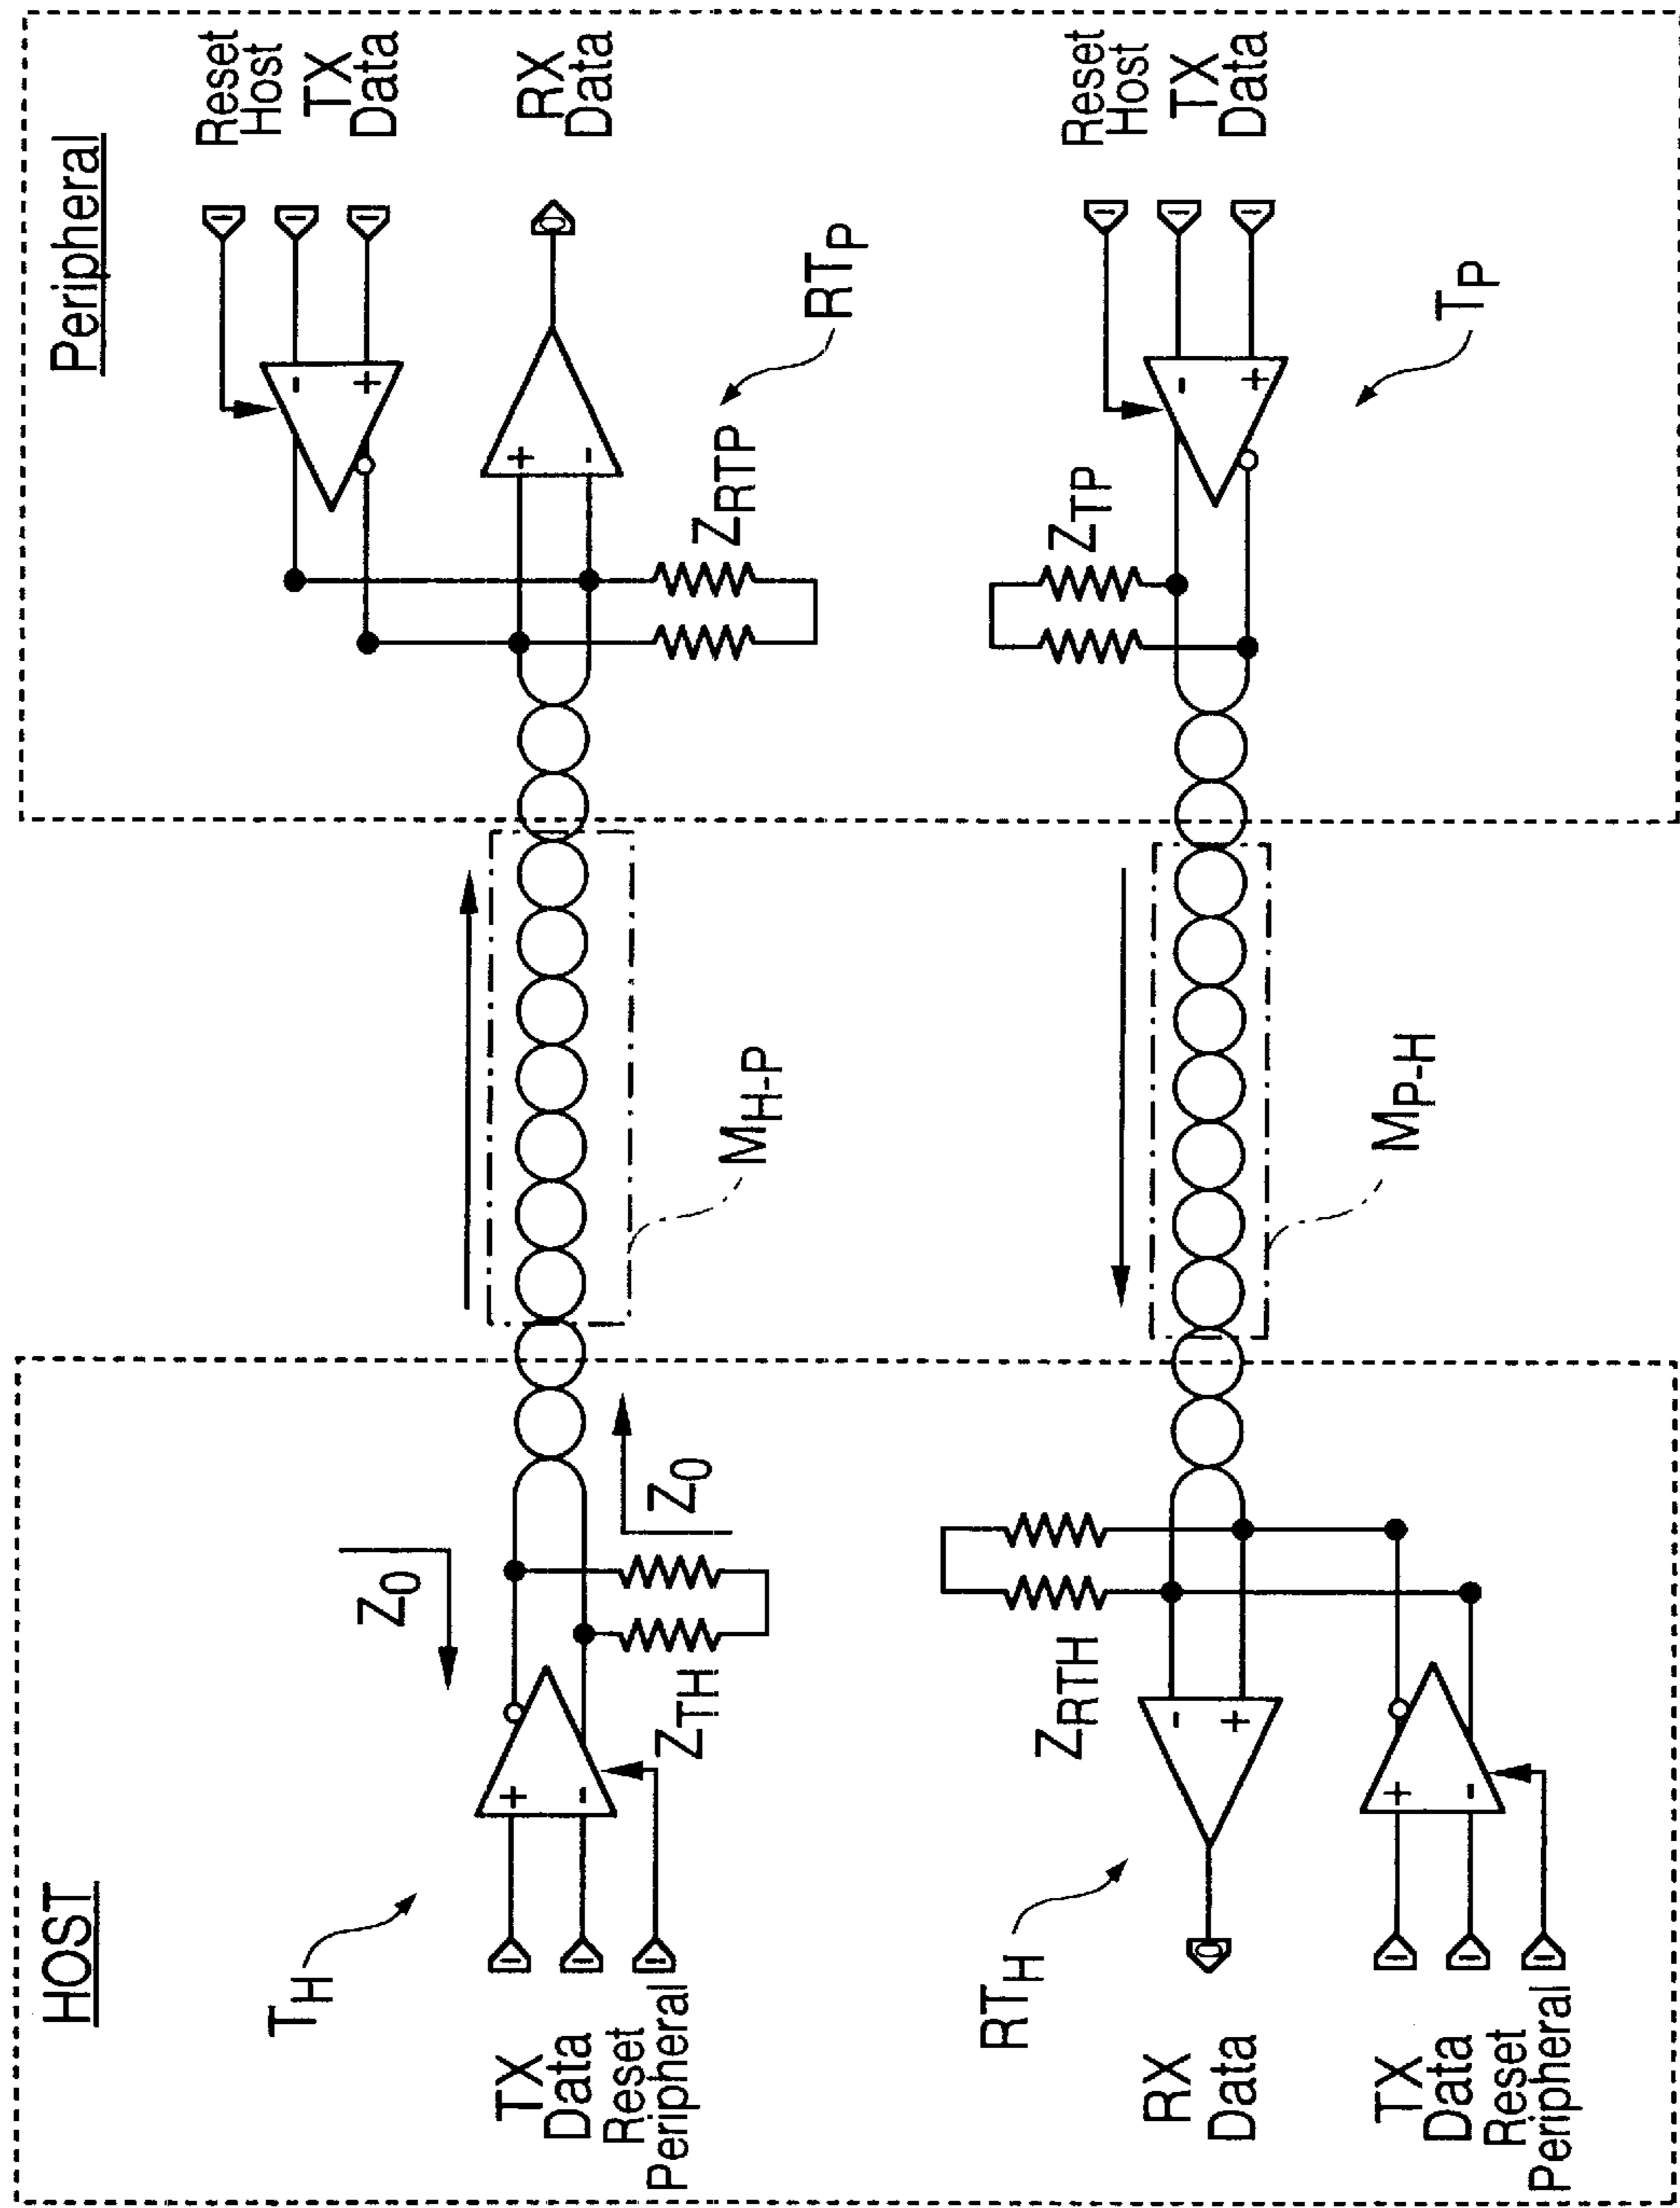 HOST
T_H
TX
Data
Reset
Peripheral
+
-
Z_0
Z_0
Z_TH
M_H-P
Peripheral
Reset
Host
TX
Data
-
+
RX
Data
+
-
Z_RTP
RT_P
RT_H
RX
Data
-
+
Z_RTH
TX
Data
Reset
Peripheral
+
-
M_P-H
Reset
Host
TX
Data
-
+
Z_TP
T_P